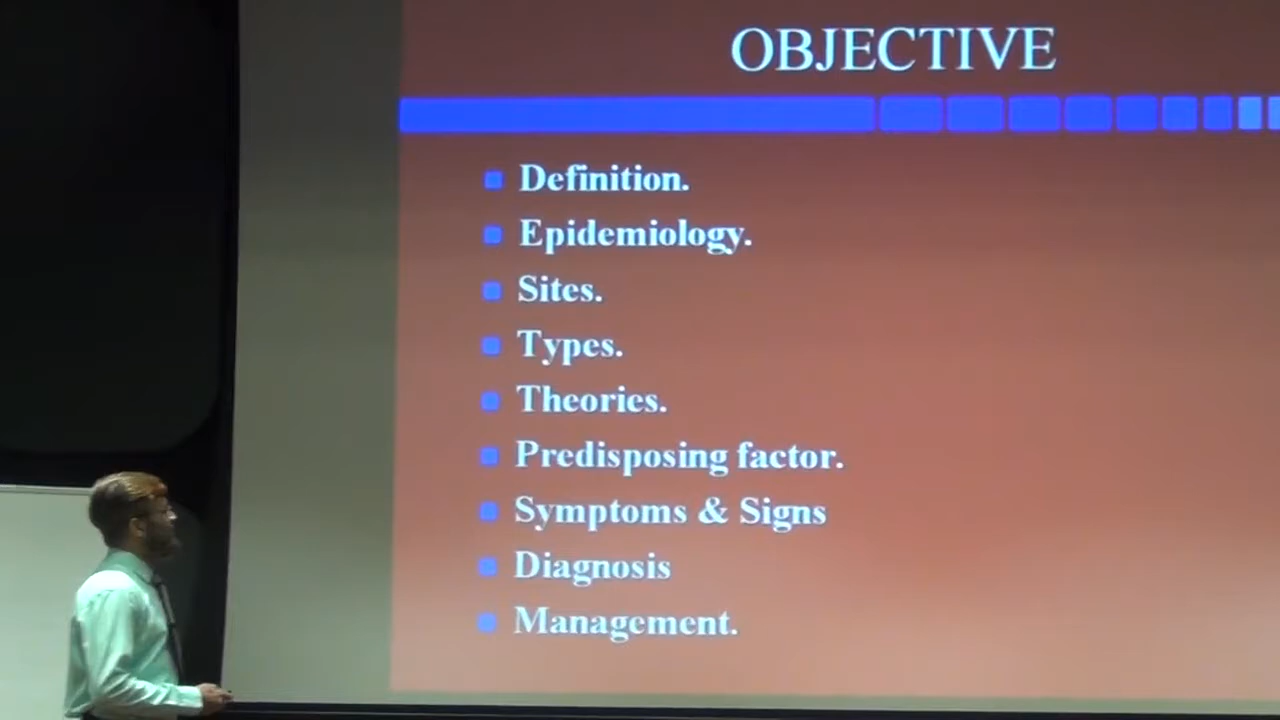 OBJECTIVE
Definition.
Epidemiology.
Sites.
Types.
Theories.
Predisposing factor.
Symptoms & Signs
Diagnosis
Management.